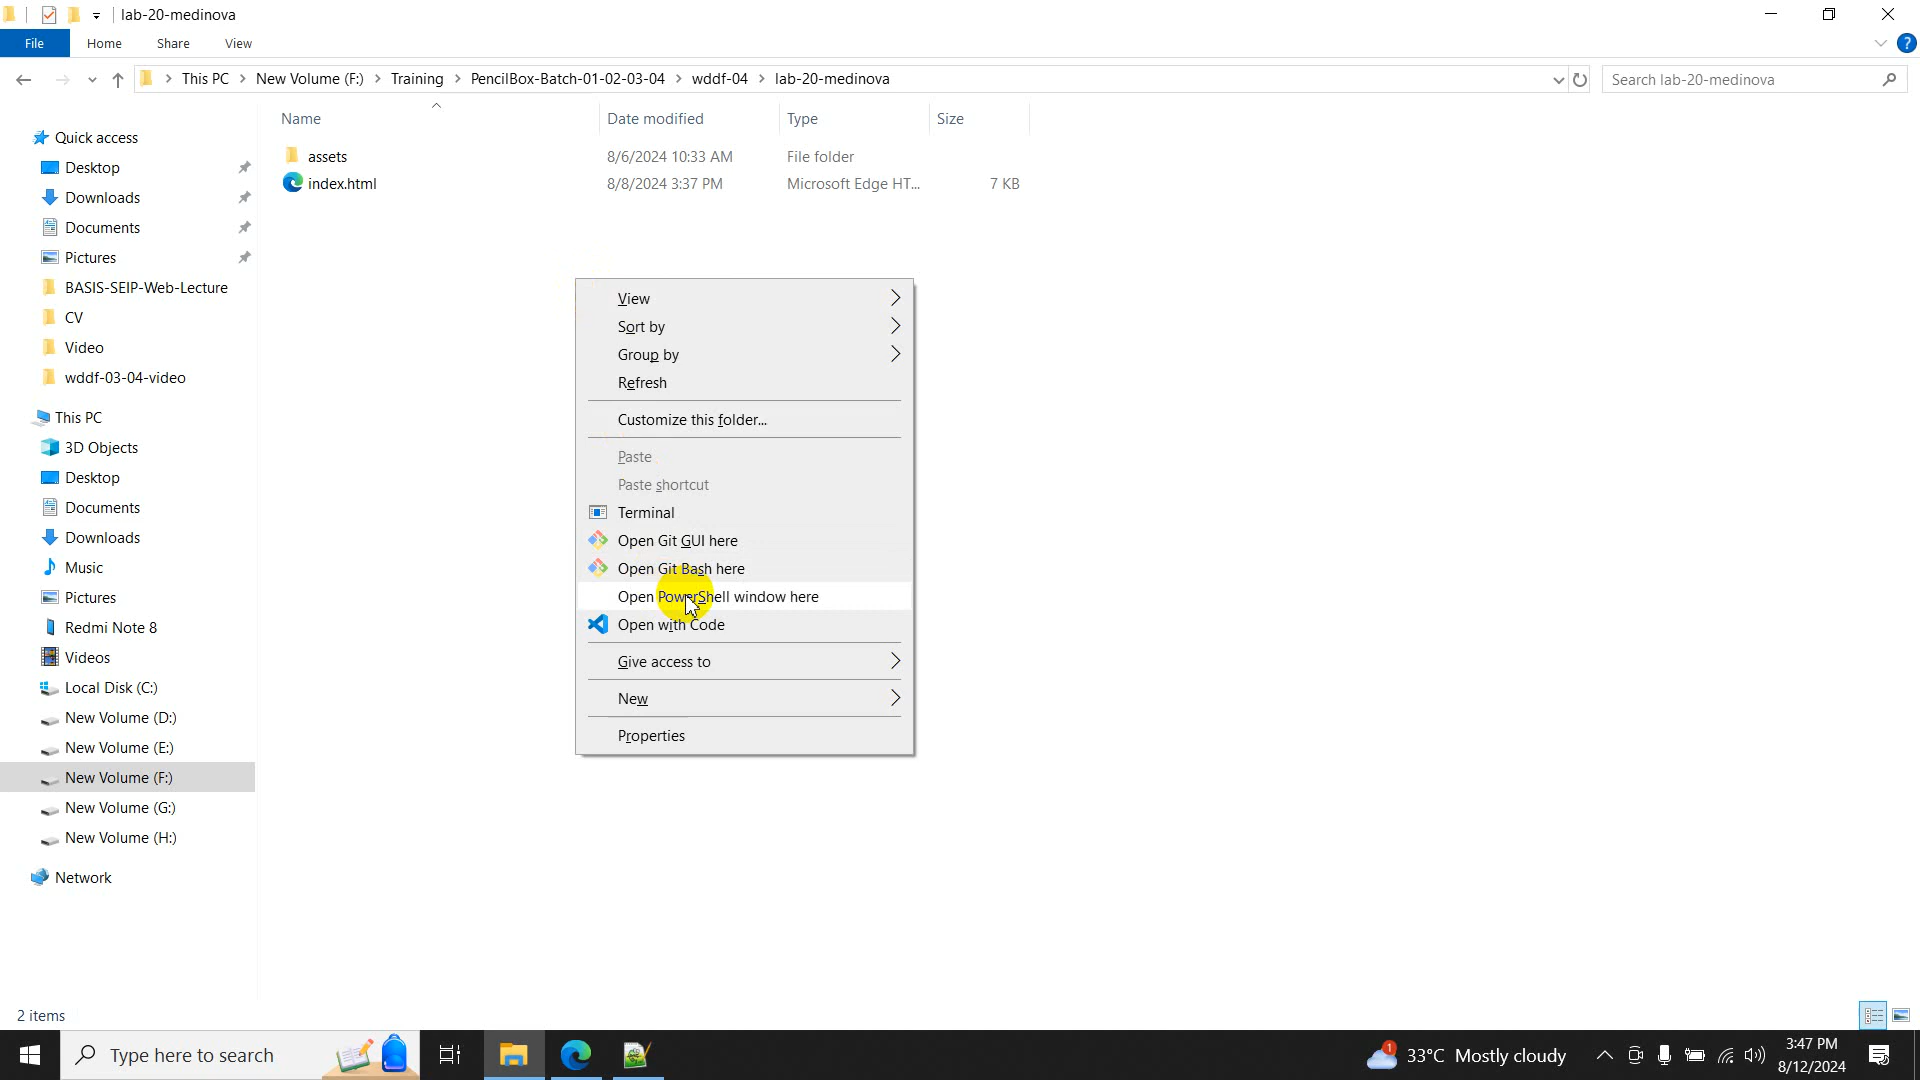 lab-20-medinova
File Home Share View
This PC New Volume (F:) Training PencilBox-Batch-01-02-03-04 wddf-04 lab-20-medinova
Search lab-20-medinova
Name Date modified Type Size
assets 8/6/2024 10:33 AM File folder
index.html 8/8/2024 3:37 PM Microsoft Edge HT... 7 KB
Quick access
Desktop
Downloads
Documents
Pictures
BASIS-SEIP-Web-Lecture
CV
Video
wddf-03-04-video
This PC
3D Objects
Desktop
Documents
Downloads
Music
Pictures
Redmi Note 8
Videos
Local Disk (C:)
New Volume (D:)
New Volume (E:)
New Volume (F:)
New Volume (G:)
New Volume (H:)
Network
View
Sort by
Group by
Refresh
Customize this folder...
Paste
Paste shortcut
Terminal
Open Git GUI here
Open Git Bash here
Open PowerShell window here
Open with Code
Give access to
New
Properties
2 items
Type here to search
1
33°C Mostly cloudy
3:47 PM
8/12/2024